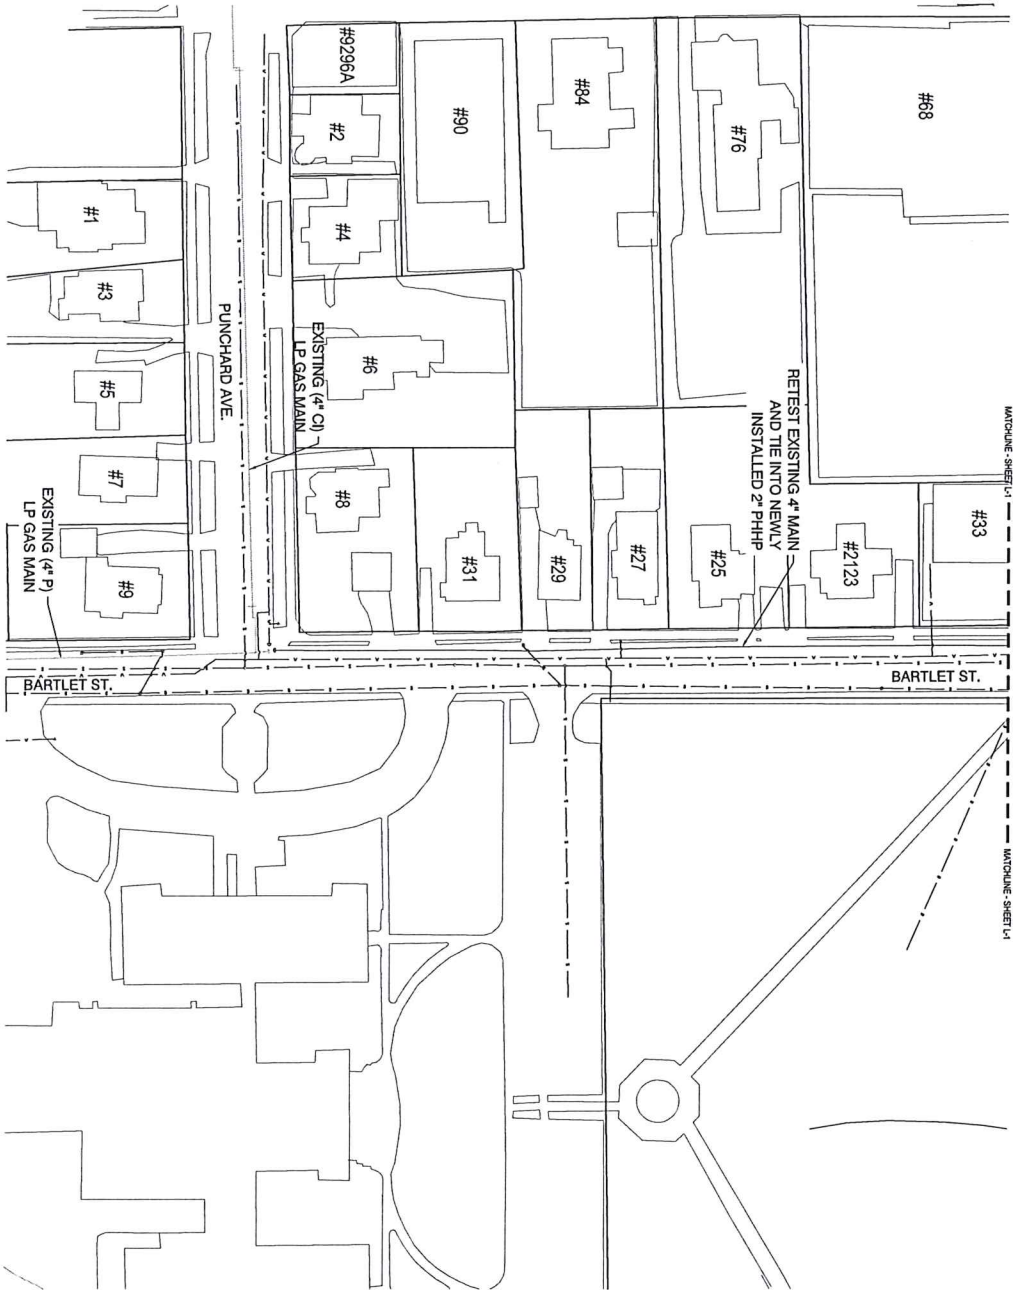 MATCHLINE - SHEET L-1
MATCHLINE - SHEET L-1
#68
#76
#84
#90
#9296A
#2
#4
#6
#8
#1
#3
#5
#7
#9
#31
#29
#27
#25
#2123
#33
PUNCHARD AVE.
EXISTING (4" CI)
LP GAS MAIN
RETEST EXISTING 4" MAIN
AND TIE INTO NEWLY
INSTALLED 2" PHHP
EXISTING (4" P)
LP GAS MAIN
BARTLET ST.
BARTLET ST.